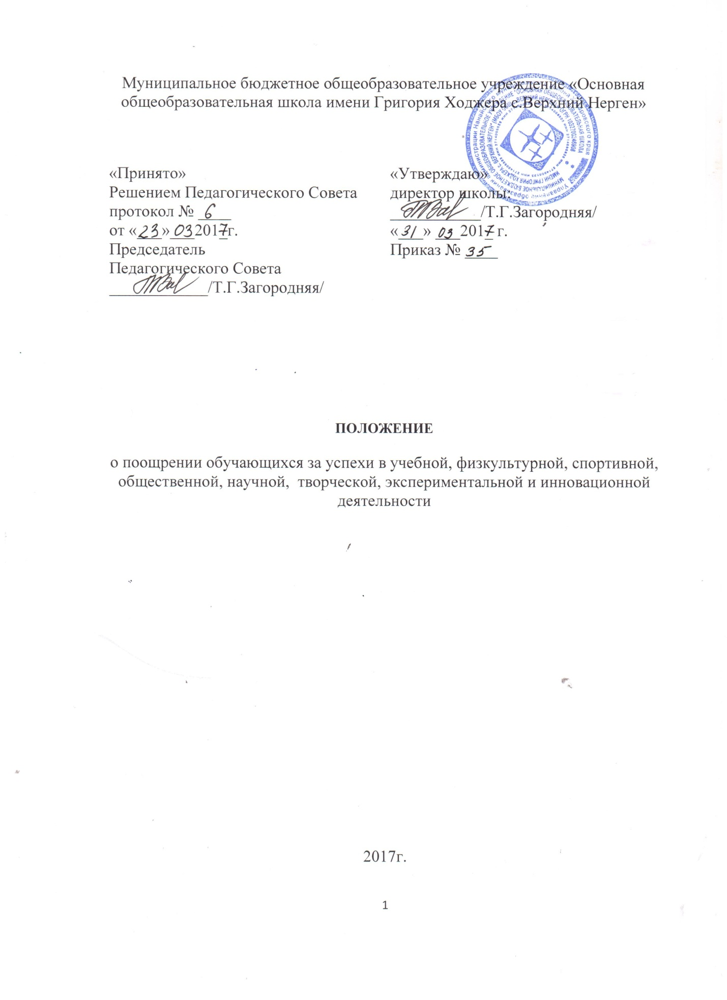 Муниципальное бюджетное общеобразовательное учреждение «Основная
общеобразовательная школа имени Григория Ходжера с.Верхний Нерген»
«Принято»
Решением Педагогического Совета
протокол № 6
от «23» 03 2017г.
Председатель
Педагогического Совета
/Т.Г.Загородняя/
«Утверждаю»
директор школы:
/Т.Г.Загородняя/
«31» 03 2017 г.
Приказ № 35
ПОЛОЖЕНИЕ
о поощрении обучающихся за успехи в учебной, физкультурной, спортивной,
общественной, научной, творческой, экспериментальной и инновационной
деятельности
2017г.
1